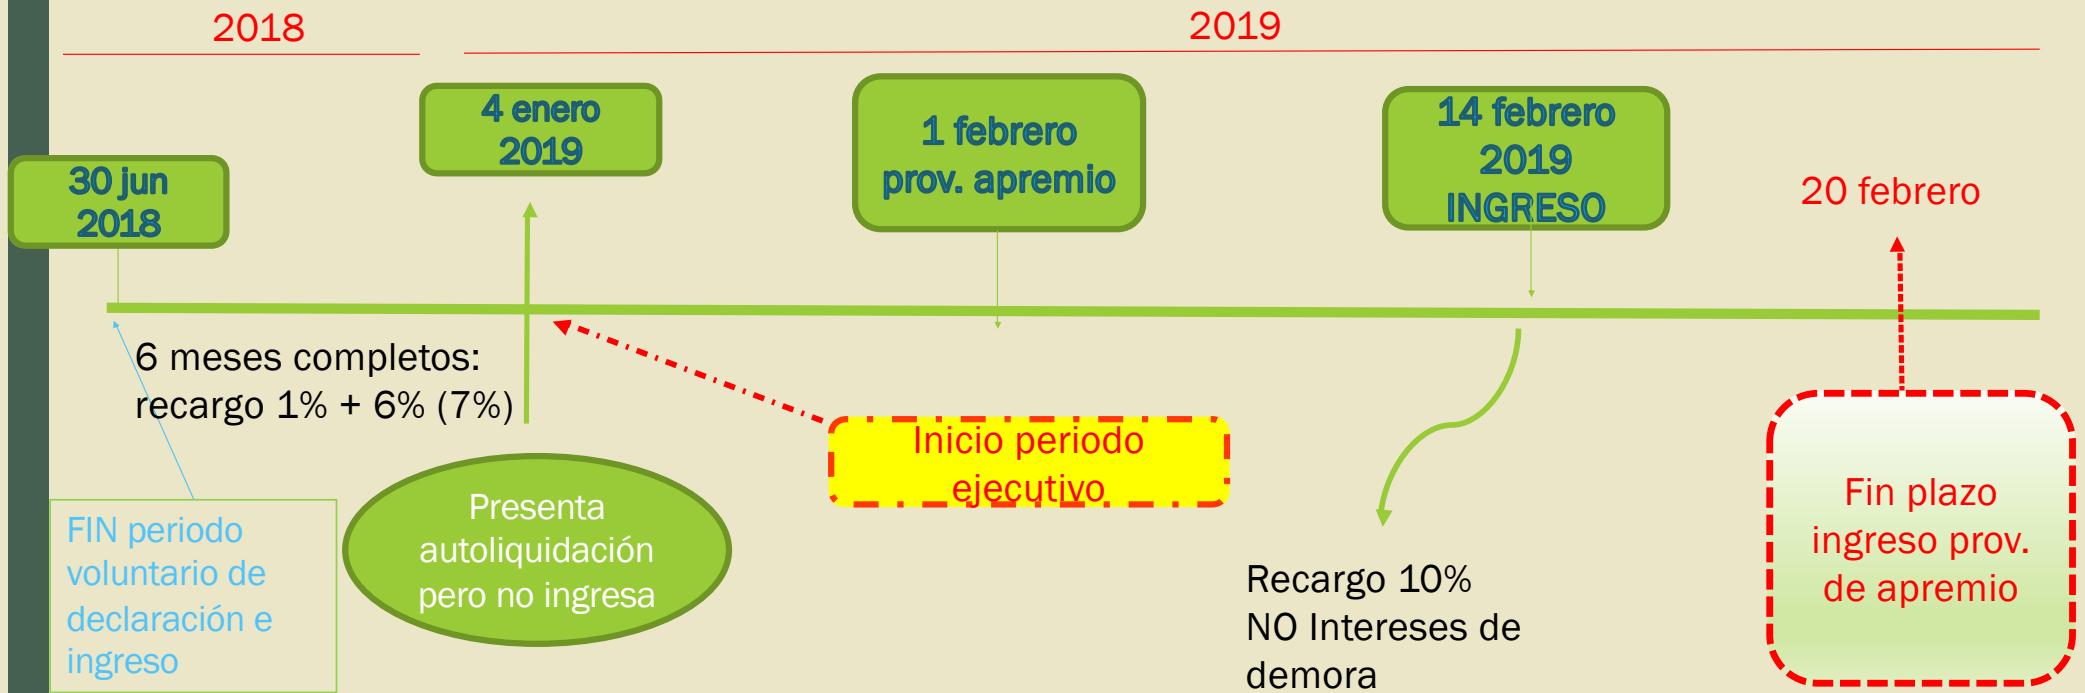 2018
2019
30 jun
2018
4 enero
2019
1 febrero
prov. apremio
14 febrero
2019
INGRESO
20 febrero
6 meses completos:
recargo 1% + 6% (7%)
FIN periodo
voluntario de
declaración e
ingreso
Presenta
autoliquidación
pero no ingresa
Inicio periodo
ejecutivo
Recargo 10%
NO Intereses de
demora
Fin plazo
ingreso prov.
de apremio